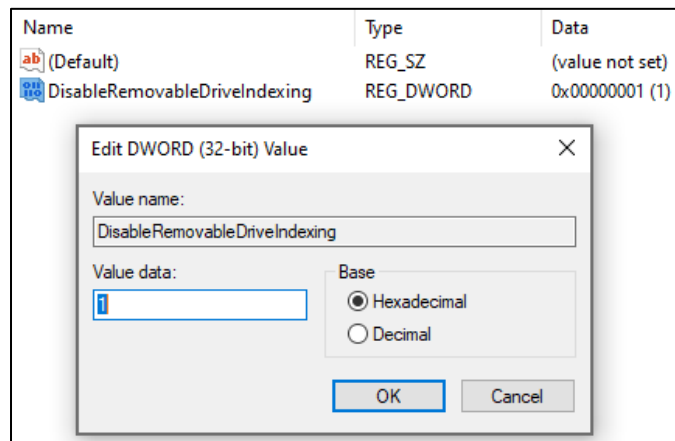 Name Type Data
ab (Default) REG_SZ (value not set)
DisableRemovableDriveIndexing REG_DWORD 0x00000001 (1)
Edit DWORD (32-bit) Value
Value name:
DisableRemovableDriveIndexing
Value data: Base
1 Hexadecimal
Decimal
OK Cancel